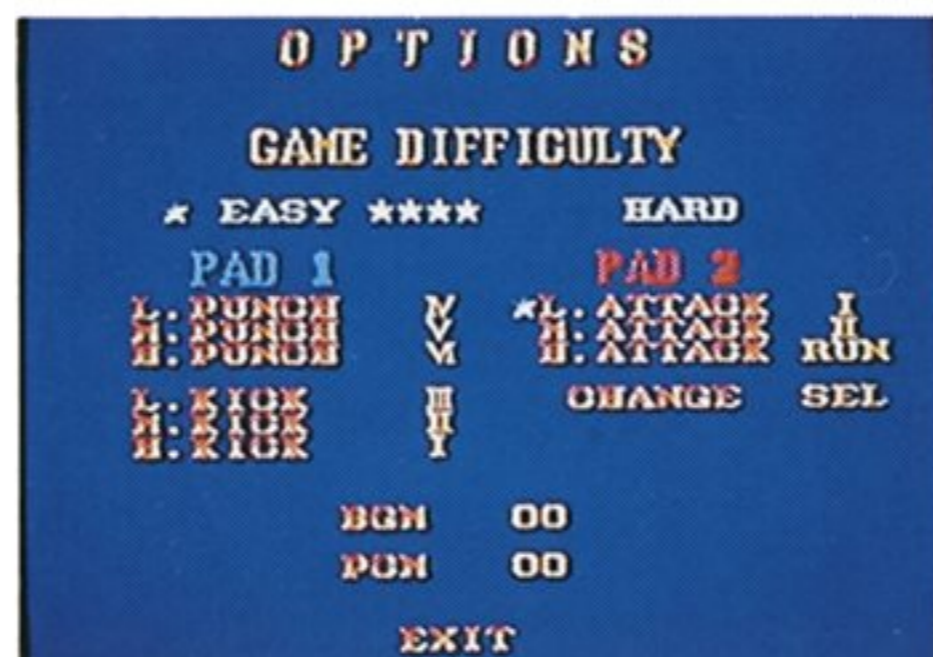 OPTIONS
GAME DIFFICULTY
* EASY **** HARD
PAD 1 PAD 2
L. PUNCH IV *L. ATTACK I
M. PUNCH V M. ATTACK II
H. PUNCH VI H. ATTACK RUN
L. KICK III CHANGE SEL
M. KICK II
H. KICK I
BGM 00
PCM 00
EXIT